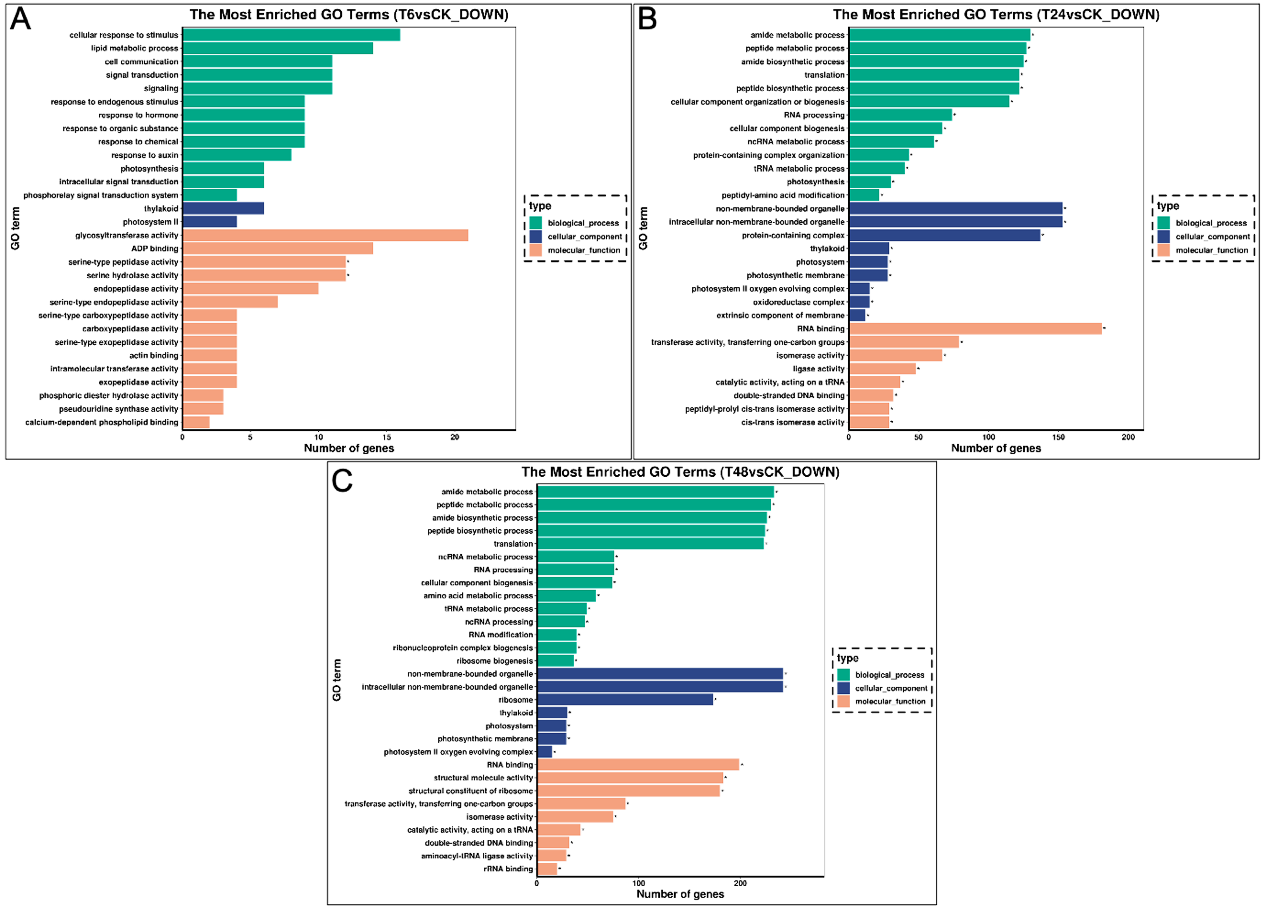 A
The Most Enriched GO Terms (T6vsCK_DOWN)
GO term
cellular response to stimulus
lipid metabolic process
cell communication
signal transduction
signaling
response to endogenous stimulus
response to hormone
response to organic substance
response to chemical
response to auxin
photosynthesis
intracellular signal transduction
phosphorelay signal transduction system
thylakoid
photosystem II
glycosyltransferase activity
ADP binding
serine-type peptidase activity
serine hydrolase activity
endopeptidase activity
serine-type endopeptidase activity
serine-type carboxypeptidase activity
carboxypeptidase activity
serine-type exopeptidase activity
actin binding
intramolecular transferase activity
exopeptidase activity
phosphoric diester hydrolase activity
pseudouridine synthase activity
calcium-dependent phospholipid binding
0 5 10 15 20
Number of genes
type
biological_process
cellular_component
molecular_function
B
The Most Enriched GO Terms (T24vsCK_DOWN)
GO term
amide metabolic process
peptide metabolic process
amide biosynthetic process
translation
peptide biosynthetic process
cellular component organization or biogenesis
RNA processing
cellular component biogenesis
ncRNA metabolic process
protein-containing complex organization
tRNA metabolic process
photosynthesis
peptidyl-amino acid modification
non-membrane-bounded organelle
intracellular non-membrane-bounded organelle
protein-containing complex
thylakoid
photosystem
photosynthetic membrane
photosystem II oxygen evolving complex
oxidoreductase complex
extrinsic component of membrane
RNA binding
transferase activity, transferring one-carbon groups
isomerase activity
ligase activity
catalytic activity, acting on a tRNA
double-stranded DNA binding
peptidyl-prolyl cis-trans isomerase activity
cis-trans isomerase activity
0 50 100 150 200
Number of genes
type
biological_process
cellular_component
molecular_function
C
The Most Enriched GO Terms (T48vsCK_DOWN)
GO term
amide metabolic process
peptide metabolic process
amide biosynthetic process
peptide biosynthetic process
translation
ncRNA metabolic process
RNA processing
cellular component biogenesis
amino acid metabolic process
tRNA metabolic process
ncRNA processing
RNA modification
ribonucleoprotein complex biogenesis
ribosome biogenesis
non-membrane-bounded organelle
intracellular non-membrane-bounded organelle
ribosome
thylakoid
photosystem
photosynthetic membrane
photosystem II oxygen evolving complex
RNA binding
structural molecule activity
structural constituent of ribosome
transferase activity, transferring one-carbon groups
isomerase activity
catalytic activity, acting on a tRNA
double-stranded DNA binding
aminoacyl-tRNA ligase activity
rRNA binding
0 100 200
Number of genes
type
biological_process
cellular_component
molecular_function